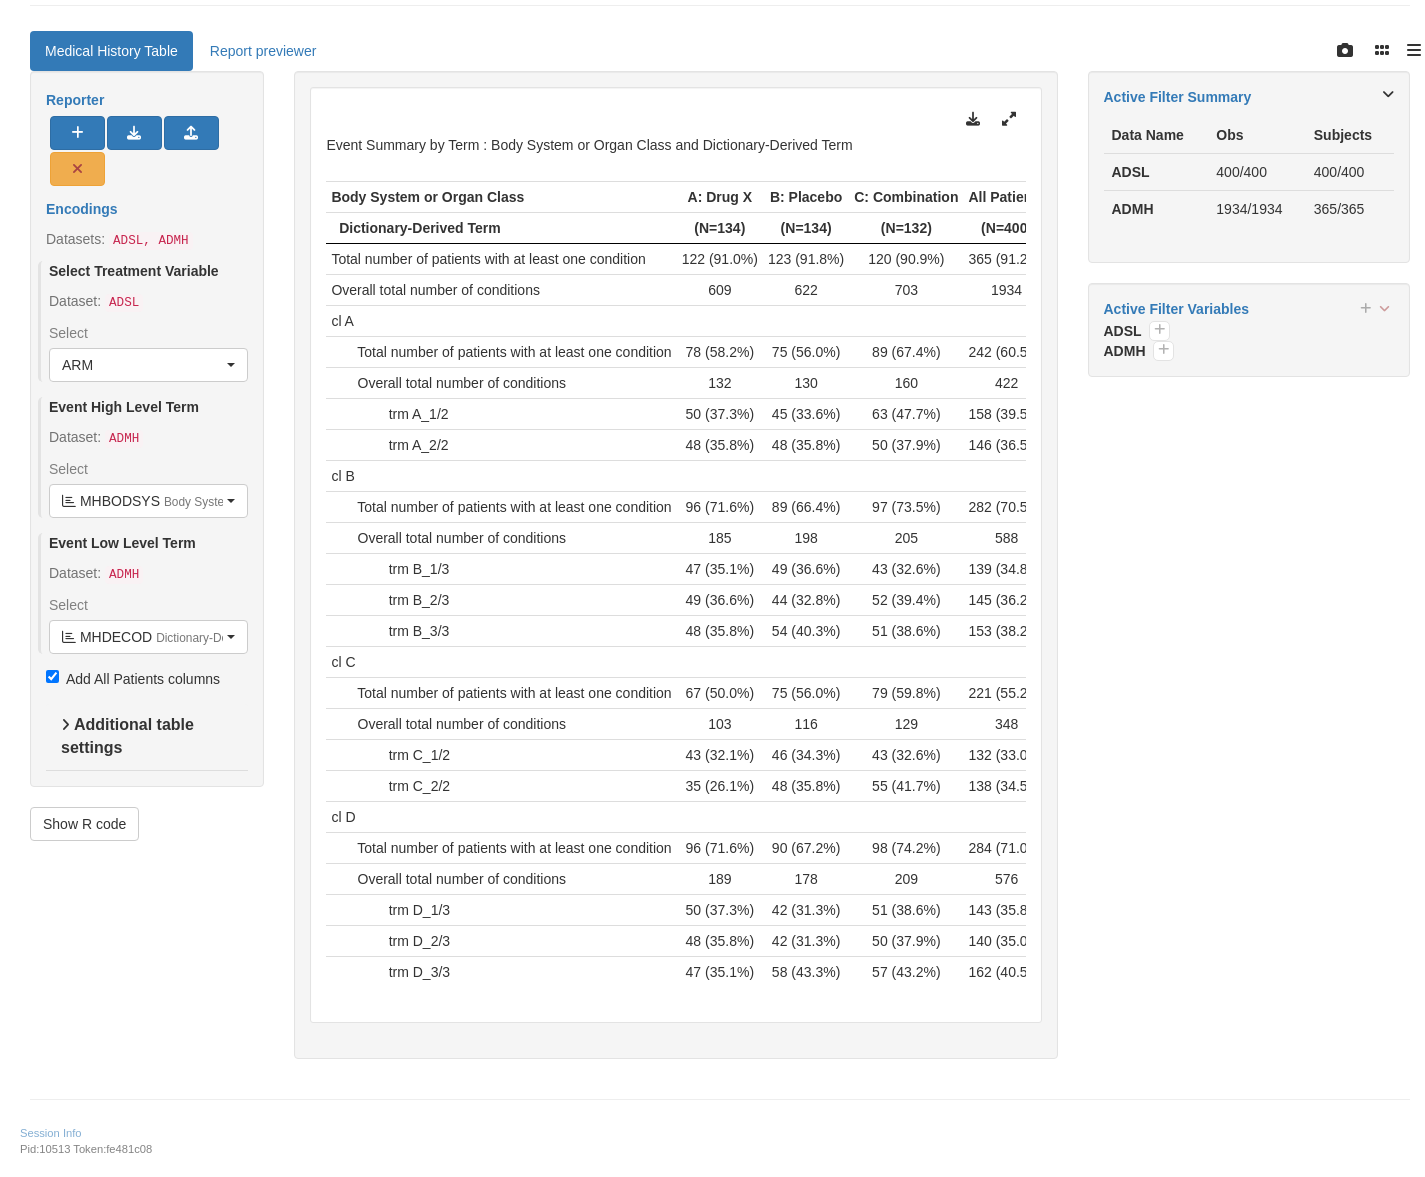 Medical History Table Report previewer
Reporter
Encodings
Datasets: ADSL, ADMH
Select Treatment Variable
Dataset: ADSL
Select
ARM
Event High Level Term
Dataset: ADMH
Select
MHBODSYS Body Syste
Event Low Level Term
Dataset: ADMH
Select
MHDECOD Dictionary-De
Add All Patients columns
Additional table
settings
Show R code
Event Summary by Term : Body System or Organ Class and Dictionary-Derived Term
Body System or Organ Class A: Drug X B: Placebo C: Combination All Patien
Dictionary-Derived Term (N=134) (N=134) (N=132) (N=400
Total number of patients with at least one condition 122 (91.0%) 123 (91.8%) 120 (90.9%) 365 (91.2
Overall total number of conditions 609 622 703 1934
cl A
Total number of patients with at least one condition 78 (58.2%) 75 (56.0%) 89 (67.4%) 242 (60.5
Overall total number of conditions 132 130 160 422
trm A_1/2 50 (37.3%) 45 (33.6%) 63 (47.7%) 158 (39.5
trm A_2/2 48 (35.8%) 48 (35.8%) 50 (37.9%) 146 (36.5
cl B
Total number of patients with at least one condition 96 (71.6%) 89 (66.4%) 97 (73.5%) 282 (70.5
Overall total number of conditions 185 198 205 588
trm B_1/3 47 (35.1%) 49 (36.6%) 43 (32.6%) 139 (34.8
trm B_2/3 49 (36.6%) 44 (32.8%) 52 (39.4%) 145 (36.2
trm B_3/3 48 (35.8%) 54 (40.3%) 51 (38.6%) 153 (38.2
cl C
Total number of patients with at least one condition 67 (50.0%) 75 (56.0%) 79 (59.8%) 221 (55.2
Overall total number of conditions 103 116 129 348
trm C_1/2 43 (32.1%) 46 (34.3%) 43 (32.6%) 132 (33.0
trm C_2/2 35 (26.1%) 48 (35.8%) 55 (41.7%) 138 (34.5
cl D
Total number of patients with at least one condition 96 (71.6%) 90 (67.2%) 98 (74.2%) 284 (71.0
Overall total number of conditions 189 178 209 576
trm D_1/3 50 (37.3%) 42 (31.3%) 51 (38.6%) 143 (35.8
trm D_2/3 48 (35.8%) 42 (31.3%) 50 (37.9%) 140 (35.0
trm D_3/3 47 (35.1%) 58 (43.3%) 57 (43.2%) 162 (40.5
Active Filter Summary
Data Name Obs Subjects
ADSL 400/400 400/400
ADMH 1934/1934 365/365
Active Filter Variables
ADSL
ADMH
Session Info
Pid:10513 Token:fe481c08